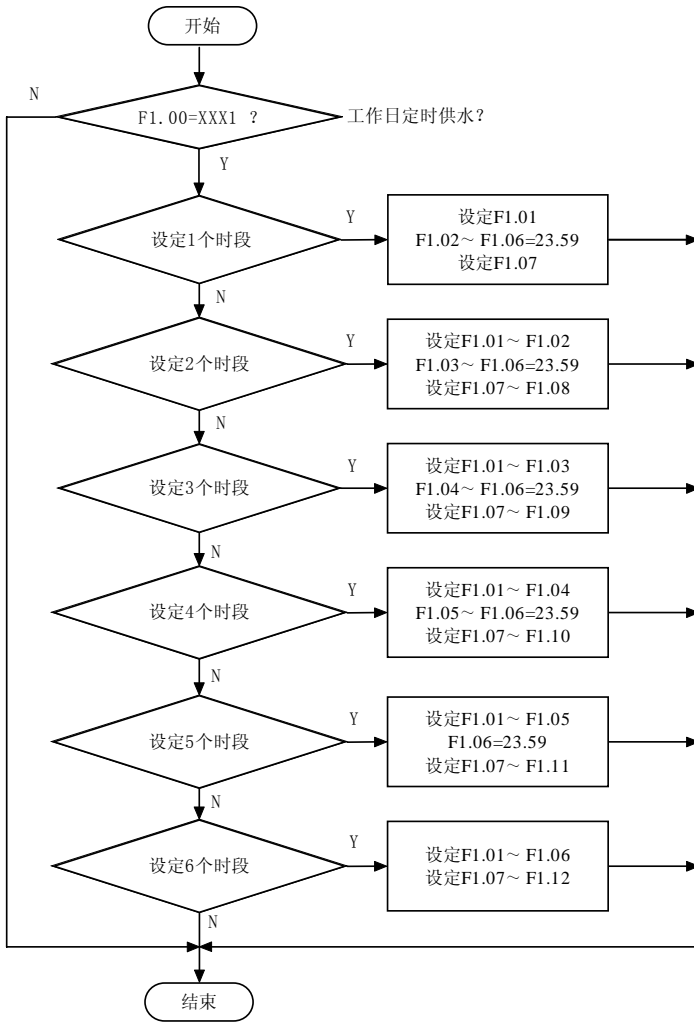 开始
N
F1.00=XXX1 ?
工作日定时供水?
Y
设定1个时段
Y
设定F1.01
F1.02~ F1.06=23.59
设定F1.07
N
设定2个时段
Y
设定F1.01~ F1.02
F1.03~ F1.06=23.59
设定F1.07~ F1.08
N
设定3个时段
Y
设定F1.01~ F1.03
F1.04~ F1.06=23.59
设定F1.07~ F1.09
N
设定4个时段
Y
设定F1.01~ F1.04
F1.05~ F1.06=23.59
设定F1.07~ F1.10
N
设定5个时段
Y
设定F1.01~ F1.05
F1.06=23.59
设定F1.07~ F1.11
N
设定6个时段
Y
设定F1.01~ F1.06
设定F1.07~ F1.12
N
结束